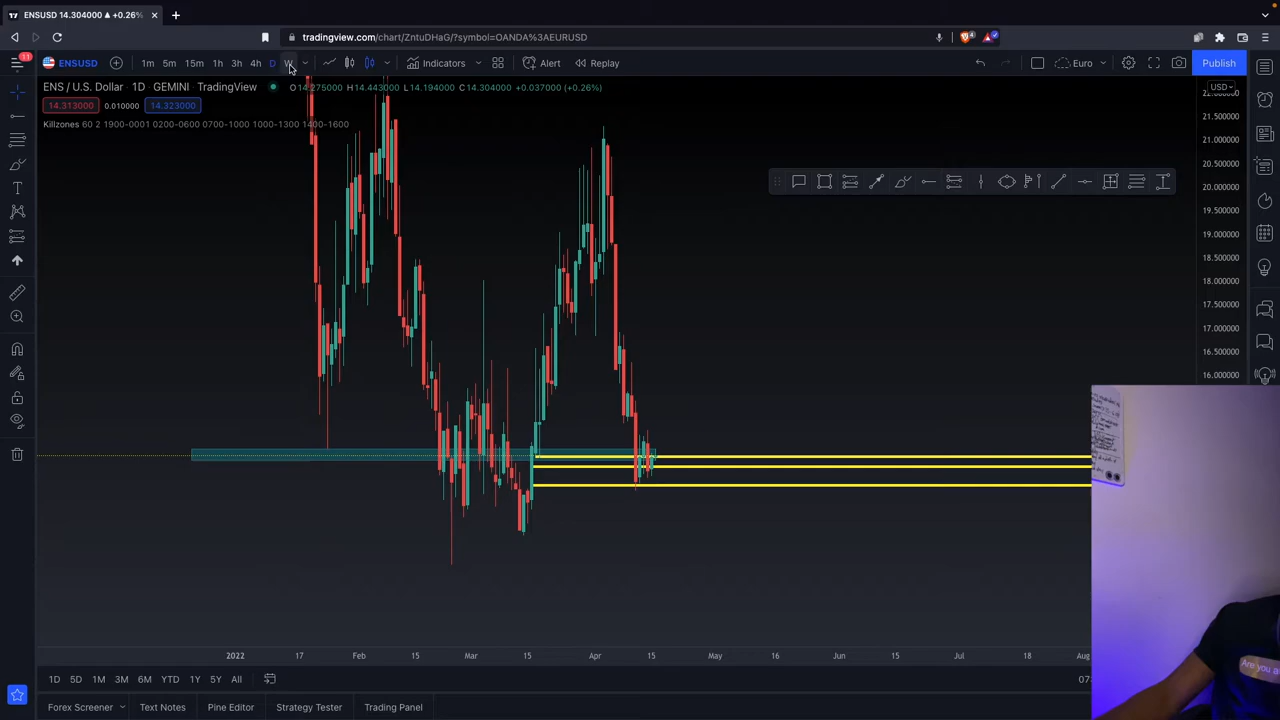 ENSUSD 14.304000 ▲ +0.26%
tradingview.com/chart/ZntuDHaG/?symbol=OANDA%3AEURUSD
11
ENSUSD
1m 5m 15m 1h 3h 4h D W
Indicators
Alert
Replay
Euro
Publish
ENS / U.S. Dollar · 1D · GEMINI · TradingView
O14.275000 H14.443000 L14.194000 C14.304000 +0.037000 (+0.26%)
USD
14.313000 0.010000 14.323000
Killzones 60 2 1900-0001 0200-0600 0700-1000 1000-1300 1400-1600
22.000000
21.500000
21.000000
20.500000
20.000000
19.500000
19.000000
18.500000
18.000000
17.500000
17.000000
16.500000
16.000000
2022 17 Feb 15 Mar 15 Apr 15 May 16 Jun 15 Jul 18 Aug
1D 5D 1M 3M 6M YTD 1Y 5Y All
Forex Screener Text Notes Pine Editor Strategy Tester Trading Panel
Are you a